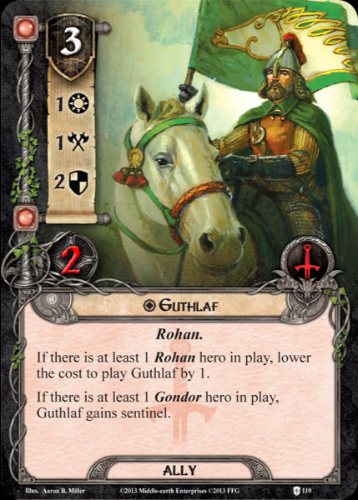 3
1
1
2
2
Guthlaf
Rohan.
If there is at least 1 Rohan hero in play, lower
the cost to play Guthlaf by 1.
If there is at least 1 Gondor hero in play,
Guthlaf gains sentinel.
ALLY
Illus. Aaron B. Miller ©2013 Middle-earth Enterprises ©2013 FFG 110